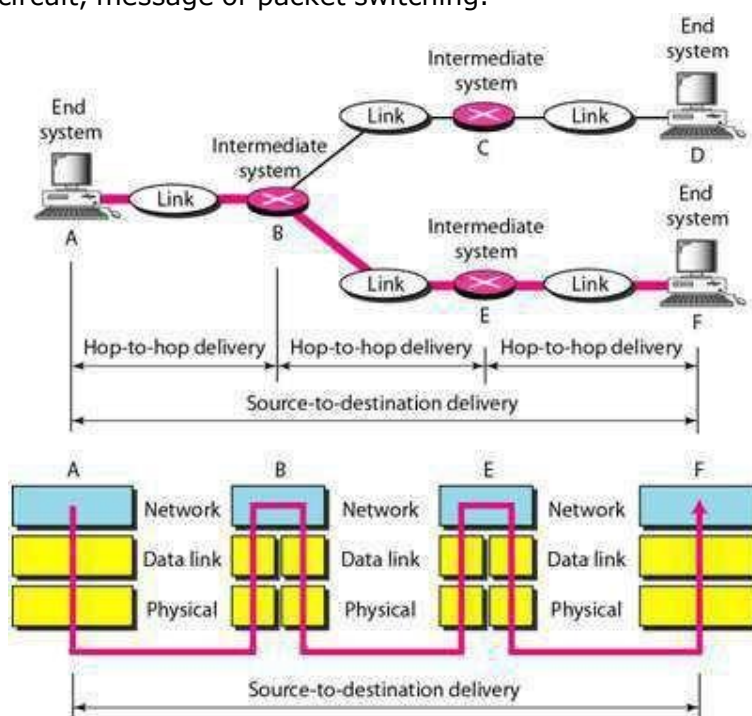 circuit, message or packet switching.
End
system
Intermediate
system
Link
Link
C
D
End
system
Intermediate
system
Link
A
B
End
system
Intermediate
system
Link
Link
E
F
Hop-to-hop delivery
Hop-to-hop delivery
Hop-to-hop delivery
Source-to-destination delivery
A
B
E
F
Network
Network
Network
Data link
Data link
Data link
Physical
Physical
Physical
Source-to-destination delivery